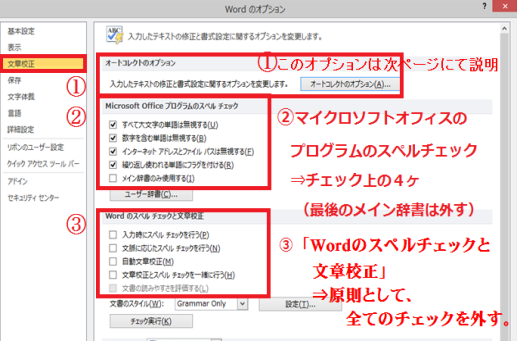 Word のオプション
? ×
基本設定
表示
文章校正
保存
文字体裁
言語
詳細設定
リボンのユーザー設定
クイック アクセス ツール バー
アドイン
セキュリティ センター
①
②
③
ABC
入力したテキストの修正と書式設定に関するオプションを変更します。
オートコレクトのオプション
①このオプションは次ページにて説明
入力したテキストの修正と書式設定に関するオプションを変更します。
オートコレクトのオプション(A)...
Microsoft Office プログラムのスペル チェック
すべて大文字の単語は無視する(U)
数字を含む単語は無視する(B)
インターネット アドレスとファイル パスは無視する(F)
繰り返し使われる単語にフラグを付ける(R)
メイン辞書のみ使用する(I)
ユーザー辞書(C)...
②マイクロソフトオフィスの
プログラムのスペルチェック
⇒チェック上の4ヶ
(最後のメイン辞書は外す)
Word のスペル チェックと文章校正
入力時にスペル チェックを行う(P)
文脈に応じたスペル チェックを行う(N)
自動文章校正(M)
文章校正とスペル チェックを一緒に行う(H)
文書の読みやすさを評価する(L)
文書のスタイル(W):
Grammar Only
設定(T)...
チェック実行(K)
③「Wordのスペルチェックと
文章校正」
⇒原則として、
全てのチェックを外す。